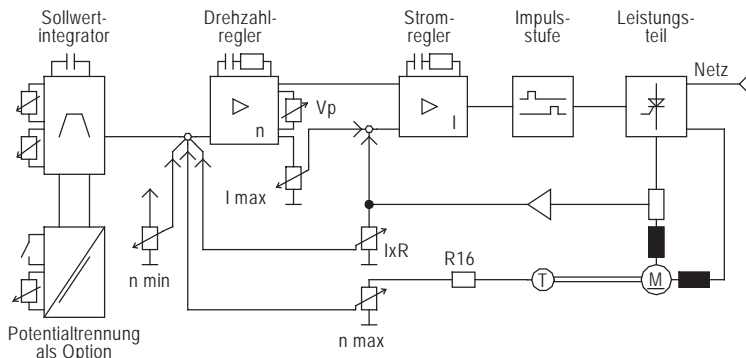 Sollwert-
integrator
Drehzahl-
regler
Strom-
regler
Impuls-
stufe
Leistungs-
teil
Netz
Vp
n
I
I max
IxR
n min
R16
T
M
n max
Potentialtrennung
als Option